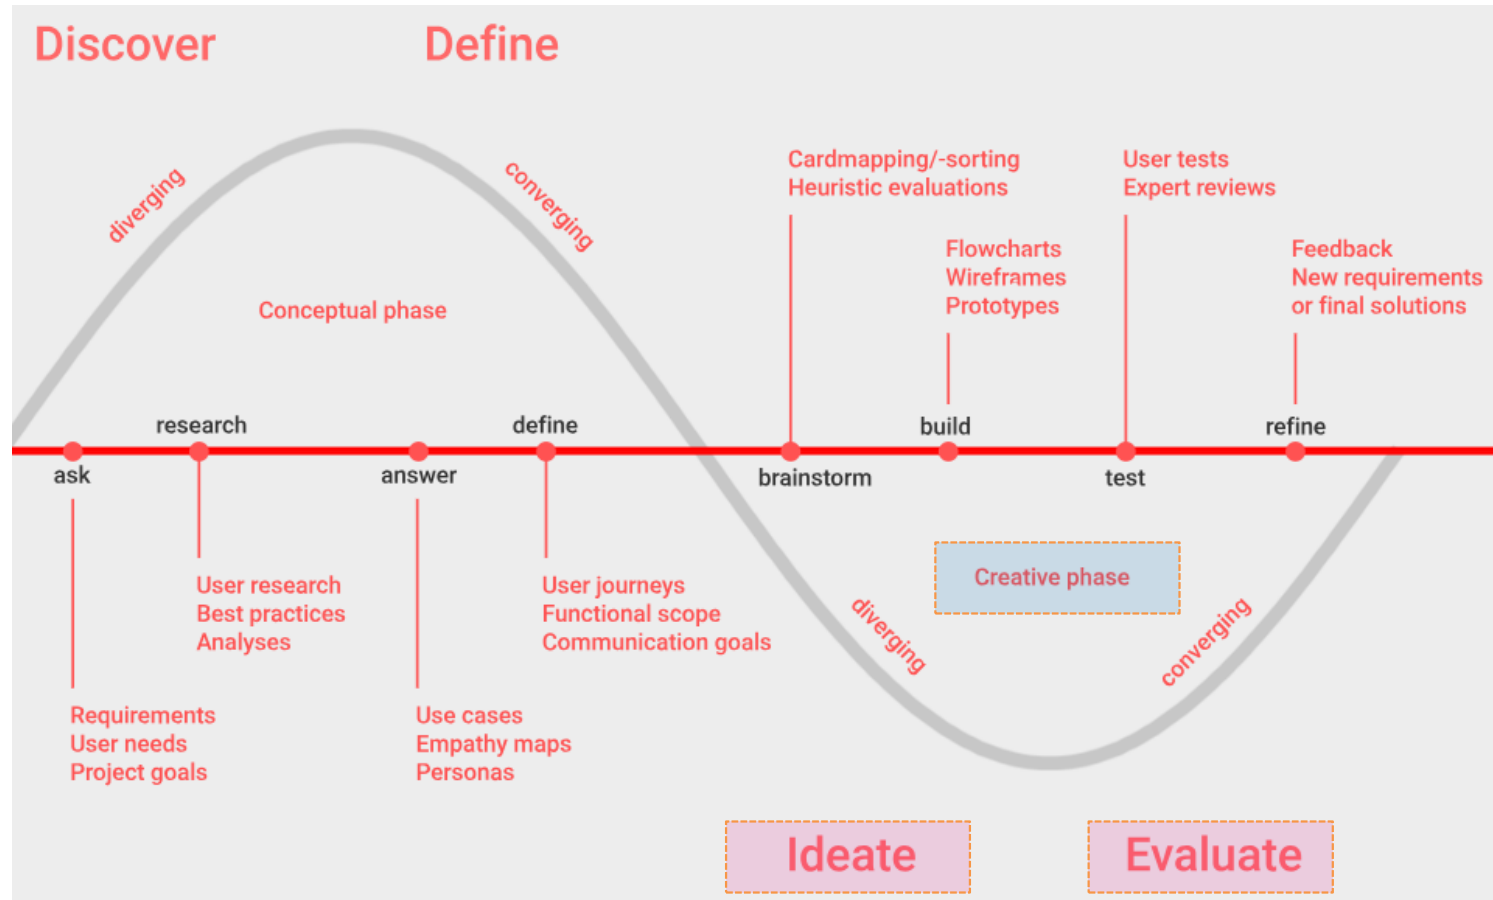 Discover
Define
diverging
converging
Conceptual phase
Cardmapping/-sorting
Heuristic evaluations
User tests
Expert reviews
Flowcharts
Wireframes
Prototypes
Feedback
New requirements
or final solutions
research
define
build
refine
ask
answer
brainstorm
test
User research
Best practices
Analyses
User journeys
Functional scope
Communication goals
Creative phase
diverging
converging
Requirements
User needs
Project goals
Use cases
Empathy maps
Personas
Ideate
Evaluate